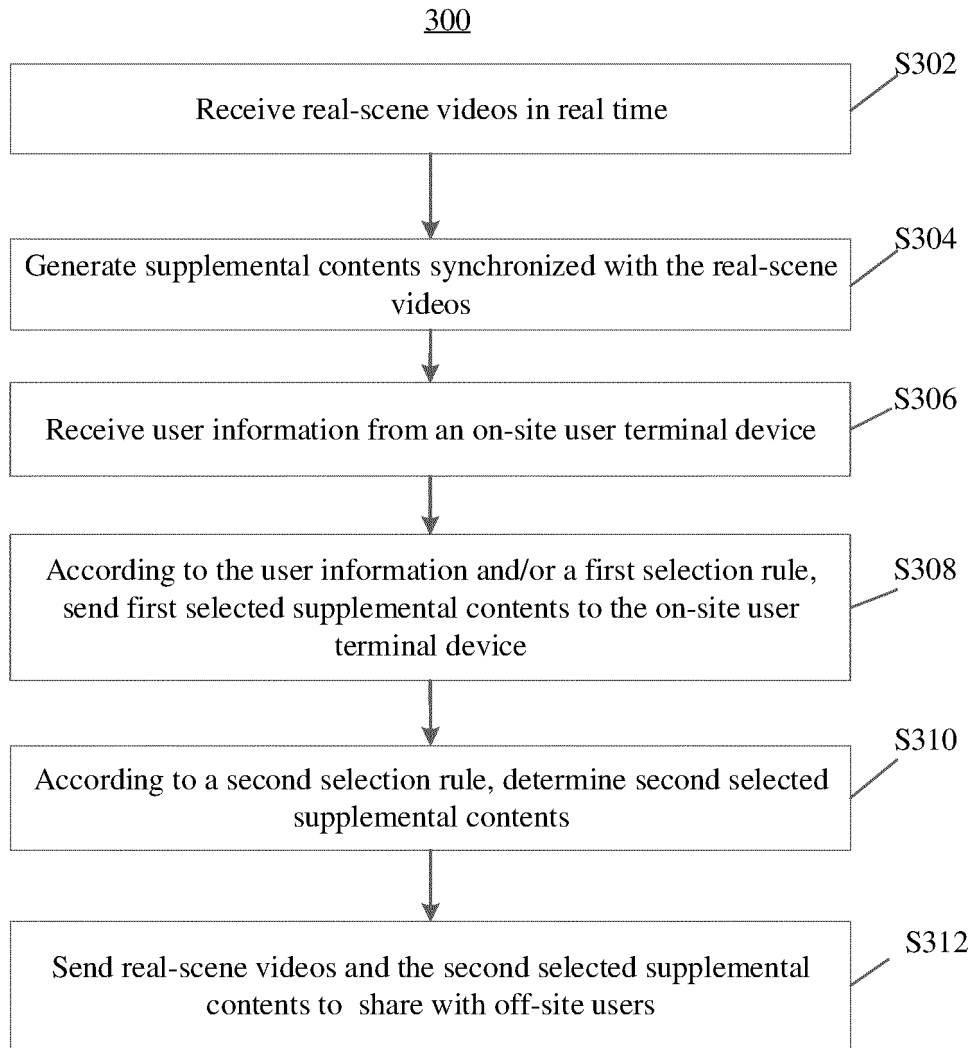 300
S302
Receive real-scene videos in real time
S304
Generate supplemental contents synchronized with the real-scene
videos
S306
Receive user information from an on-site user terminal device
S308
According to the user information and/or a first selection rule,
send first selected supplemental contents to the on-site user
terminal device
S310
According to a second selection rule, determine second selected
supplemental contents
S312
Send real-scene videos and the second selected supplemental
contents to share with off-site users